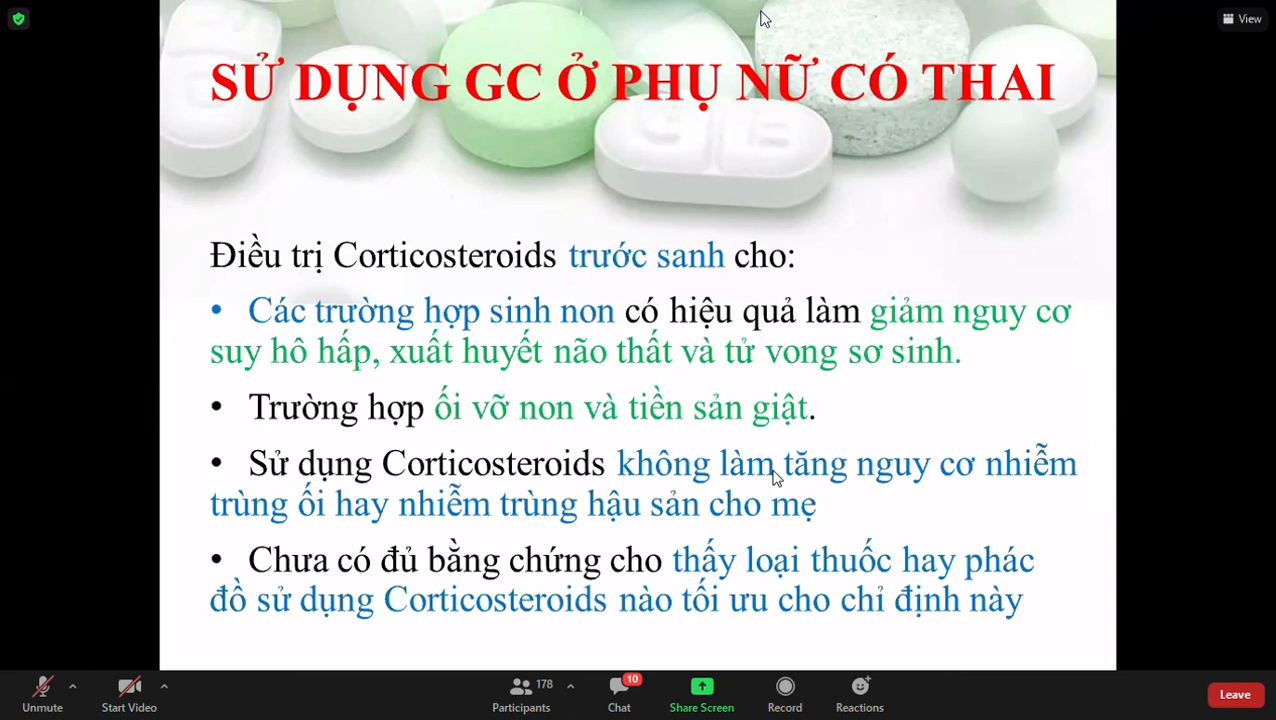 View
SỬ DỤNG GC Ở PHỤ NỮ CÓ THAI
Điều trị Corticosteroids trước sanh cho:
• Các trường hợp sinh non có hiệu quả làm giảm nguy cơ
suy hô hấp, xuất huyết não thất và tử vong sơ sinh.
• Trường hợp ối vỡ non và tiền sản giật.
• Sử dụng Corticosteroids không làm tăng nguy cơ nhiễm
trùng ối hay nhiễm trùng hậu sản cho mẹ
• Chưa có đủ bằng chứng cho thấy loại thuốc hay phác
đồ sử dụng Corticosteroids nào tối ưu cho chỉ định này
178
10
Unmute Start Video Participants Chat Share Screen Record Reactions Leave